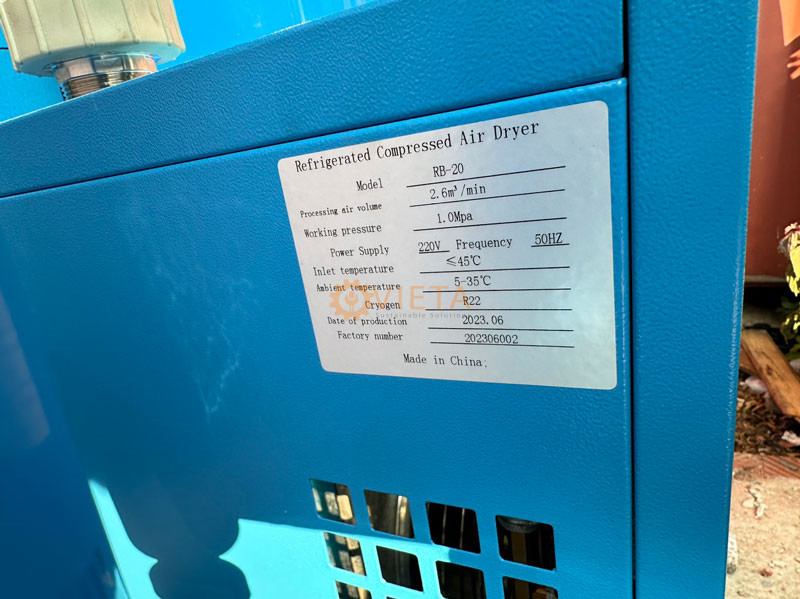 Refrigerated Compressed Air Dryer
Model RB-20
Processing air volume 2.6m³/min
Working pressure 1.0Mpa
Power Supply 220V Frequency 50HZ
Inlet temperature ≤45℃
Ambient temperature 5-35℃
Cryogen R22
Date of production 2023.06
Factory number 202306002
Made in China;
VIETA
Sustainable Solution